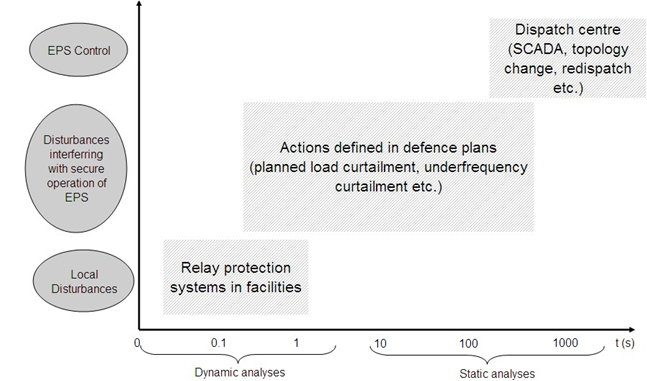 EPS Control
Dispatch centre
(SCADA, topology
change, redispatch
etc.)
Disturbances
interferring
with secure
operation of
EPS
Actions defined in defence plans
(planned load curtailment, underfrequency
curtailment etc.)
Local
Disturbances
Relay protection
systems in facilities
0 0.1 1 10 100 1000 t (s)
Dynamic analyses Static analyses